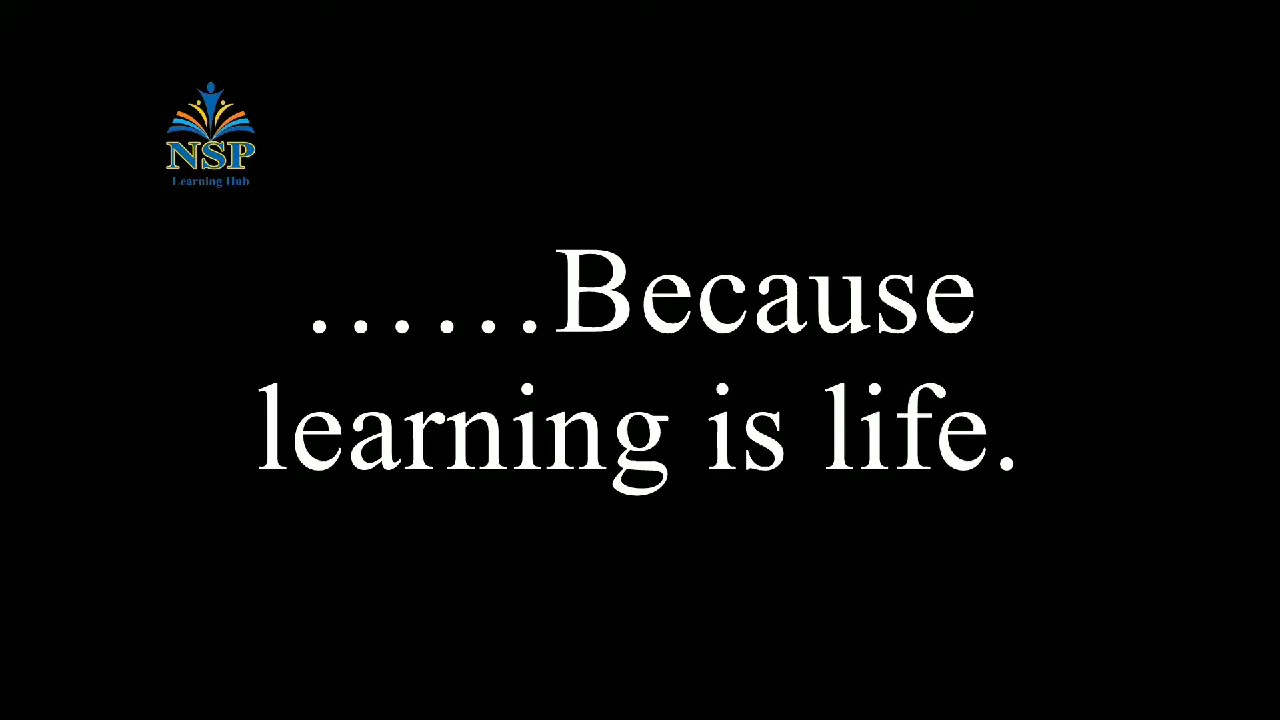 NSP
Learning Hub
......Because
learning is life.